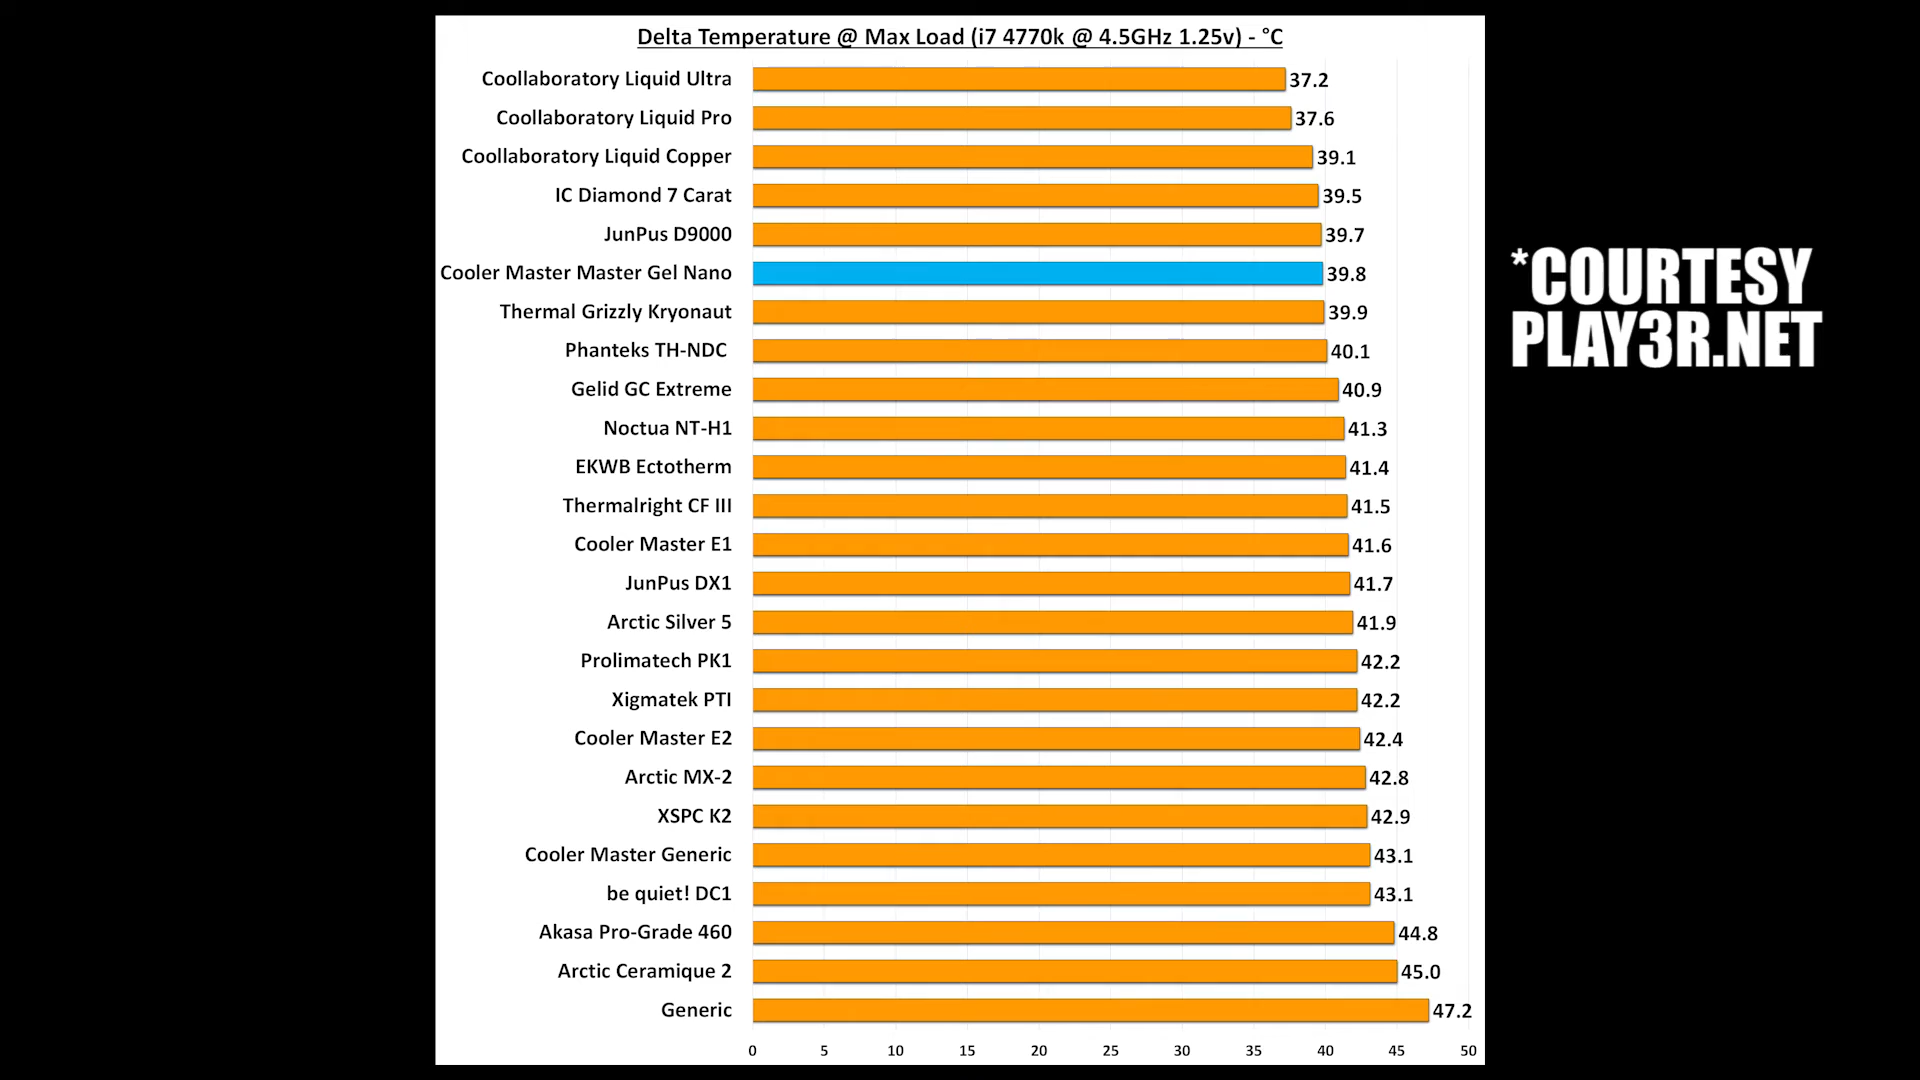 Delta Temperature @ Max Load (i7 4770k @ 4.5GHz 1.25v) - °C
Coollaboratory Liquid Ultra 37.2
Coollaboratory Liquid Pro 37.6
Coollaboratory Liquid Copper 39.1
IC Diamond 7 Carat 39.5
JunPus D9000 39.7
Cooler Master Master Gel Nano 39.8
Thermal Grizzly Kryonaut 39.9
Phanteks TH-NDC 40.1
Gelid GC Extreme 40.9
Noctua NT-H1 41.3
EKWB Ectotherm 41.4
Thermalright CF III 41.5
Cooler Master E1 41.6
JunPus DX1 41.7
Arctic Silver 5 41.9
Prolimatech PK1 42.2
Xigmatek PTI 42.2
Cooler Master E2 42.4
Arctic MX-2 42.8
XSPC K2 42.9
Cooler Master Generic 43.1
be quiet! DC1 43.1
Akasa Pro-Grade 460 44.8
Arctic Ceramique 2 45.0
Generic 47.2
0 5 10 15 20 25 30 35 40 45 50
*COURTESY
PLAY3R.NET